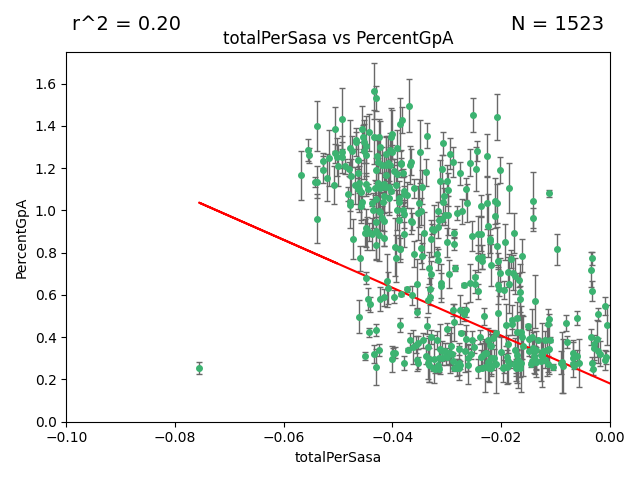 r^2 = 0.20 N = 1523
totalPerSasa vs PercentGpA
PercentGpA
1.6
1.4
1.2
1.0
0.8
0.6
0.4
0.2
0.0
−0.10 −0.08 −0.06 −0.04 −0.02 0.00
totalPerSasa